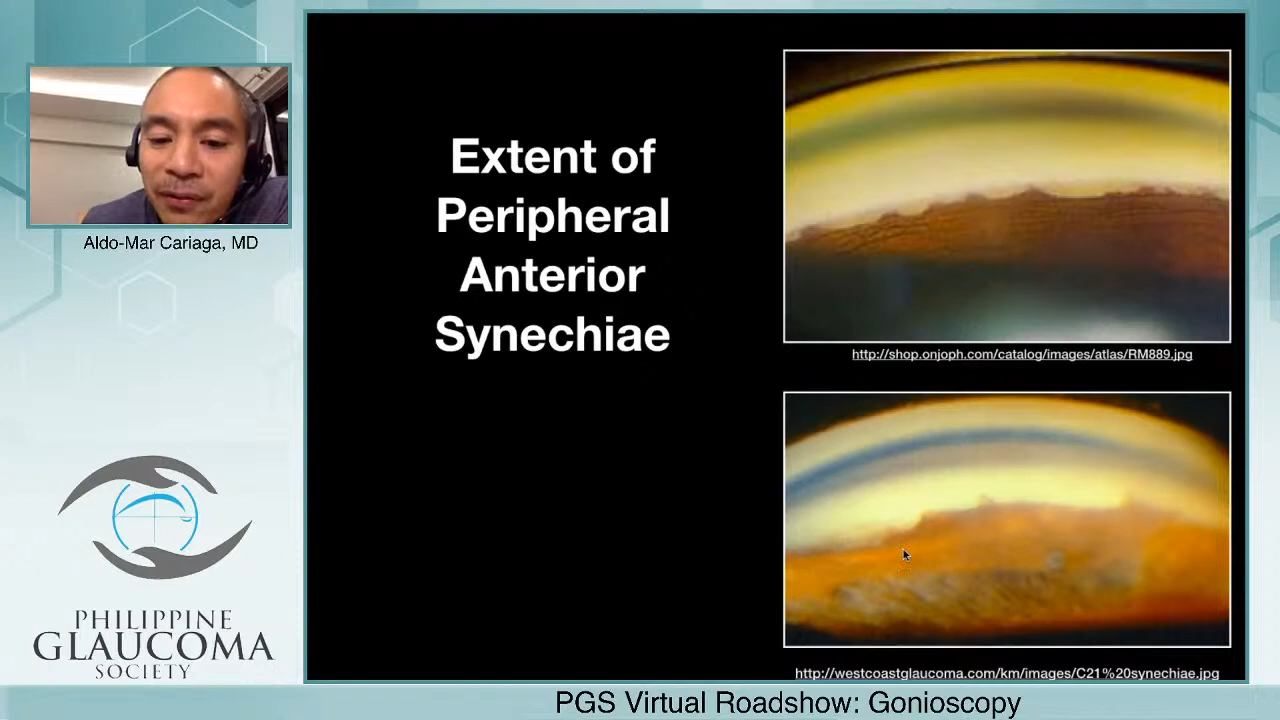 Extent of
Peripheral
Anterior
Synechiae
http://shop.onjoph.com/catalog/images/atlas/RM889.jpg
http://westcoastglaucoma.com/km/images/C21%20synechiae.jpg
Aldo-Mar Cariaga, MD
PHILIPPINE
GLAUCOMA
SOCIETY
PGS Virtual Roadshow: Gonioscopy